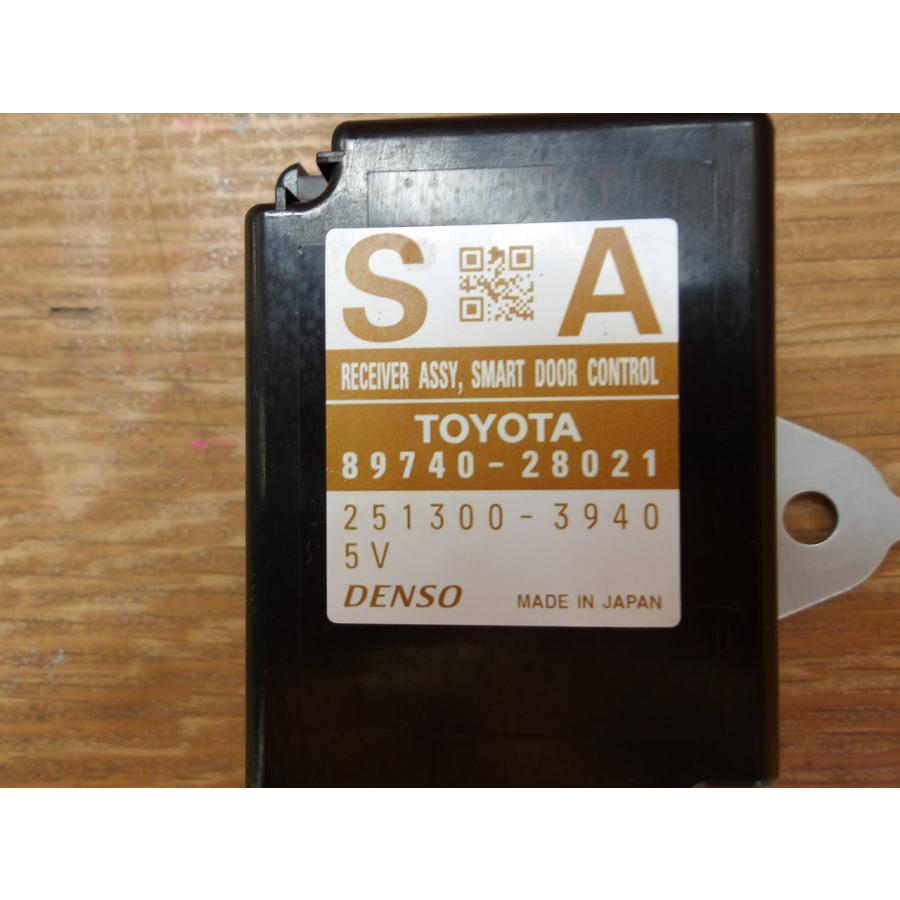 S A
RECEIVER ASSY, SMART DOOR CONTROL
TOYOTA
89740-28021
251300-3940
5V
DENSO MADE IN JAPAN